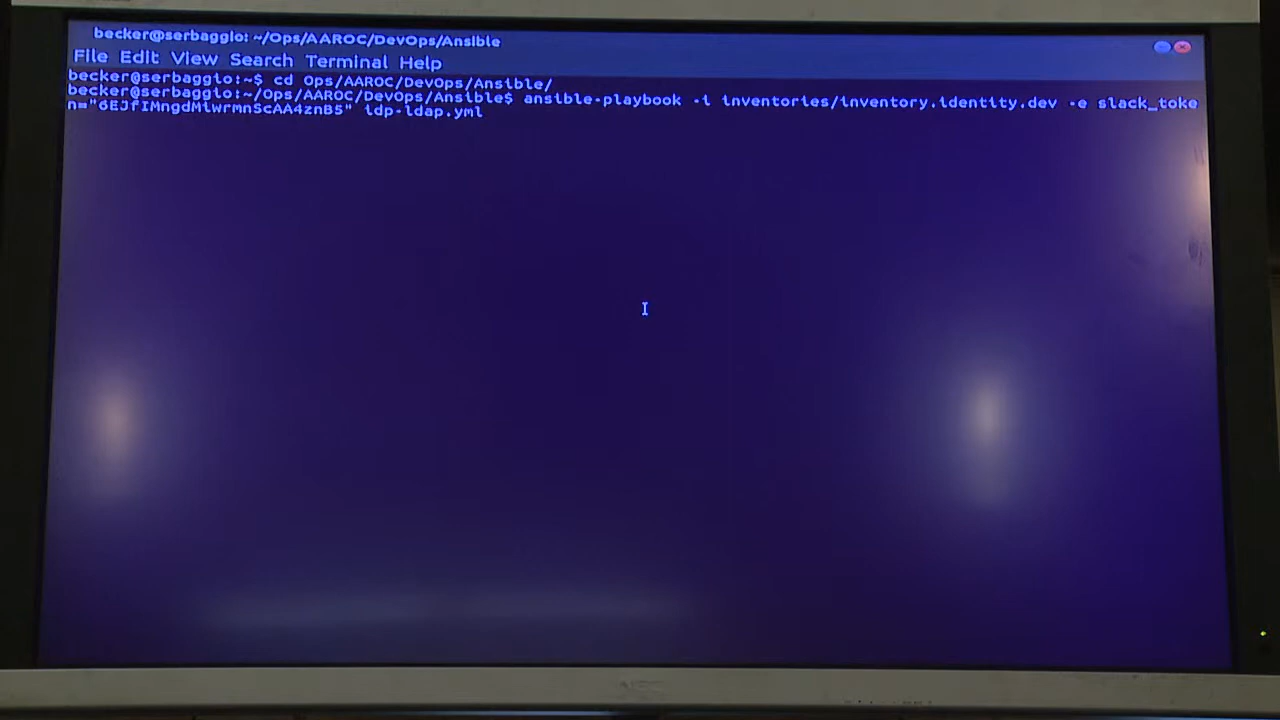 becker@serbaggio: ~/Ops/AAROC/DevOps/Ansible
File Edit View Search Terminal Help
becker@serbaggio:~$ cd Ops/AAROC/DevOps/Ansible/
becker@serbaggio:~/Ops/AAROC/DevOps/Ansible$ ansible-playbook -i inventories/inventory.identity.dev -e slack_toke
n="6EJfIMngdMiwrmnScAA4znB5" idp-ldap.yml